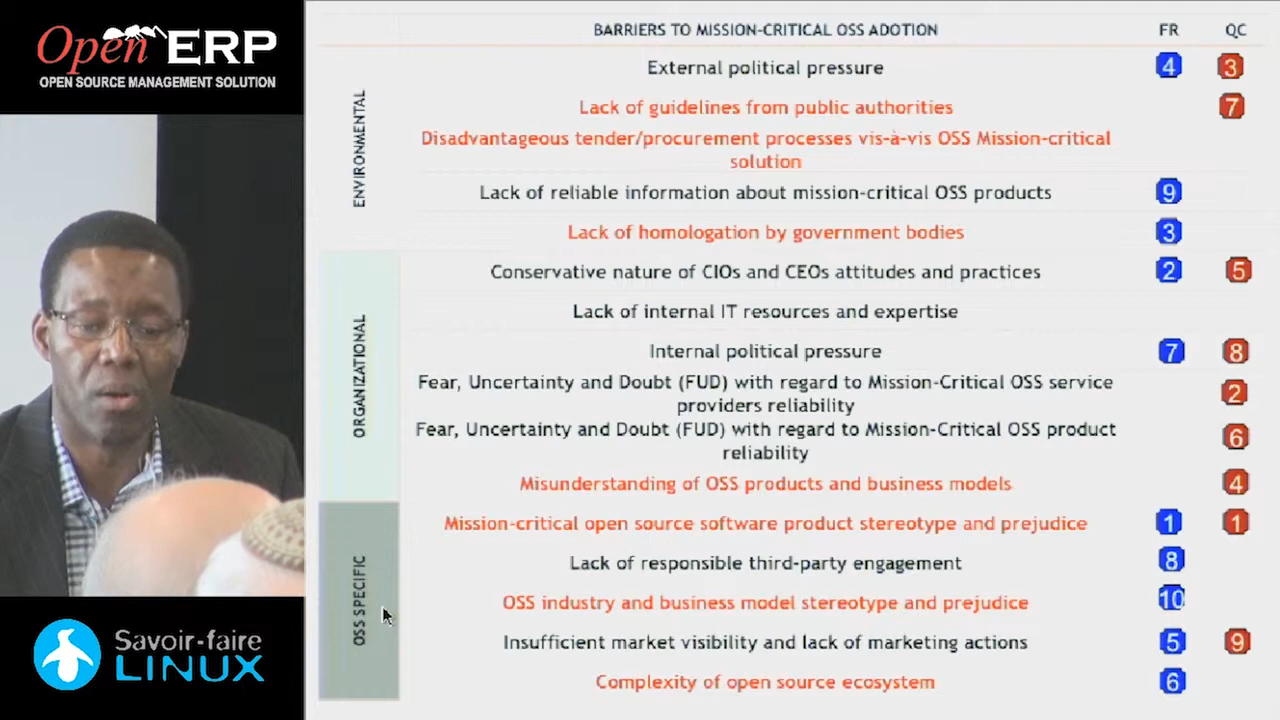 Open ERP
OPEN SOURCE MANAGEMENT SOLUTION
BARRIERS TO MISSION-CRITICAL OSS ADOTION FR QC
ENVIRONMENTAL
External political pressure 4 3
Lack of guidelines from public authorities 7
Disadvantageous tender/procurement processes vis-à-vis OSS Mission-critical
solution
Lack of reliable information about mission-critical OSS products 9
Lack of homologation by government bodies 3
ORGANIZATIONAL
Conservative nature of CIOs and CEOs attitudes and practices 2 5
Lack of internal IT resources and expertise
Internal political pressure 7 8
Fear, Uncertainty and Doubt (FUD) with regard to Mission-Critical OSS service
providers reliability 2
Fear, Uncertainty and Doubt (FUD) with regard to Mission-Critical OSS product
reliability 6
Misunderstanding of OSS products and business models 4
OSS SPECIFIC
Mission-critical open source software product stereotype and prejudice 1 1
Lack of responsible third-party engagement 8
OSS industry and business model stereotype and prejudice 10
Insufficient market visibility and lack of marketing actions 5 9
Complexity of open source ecosystem 6
Savoir-faire
LINUX